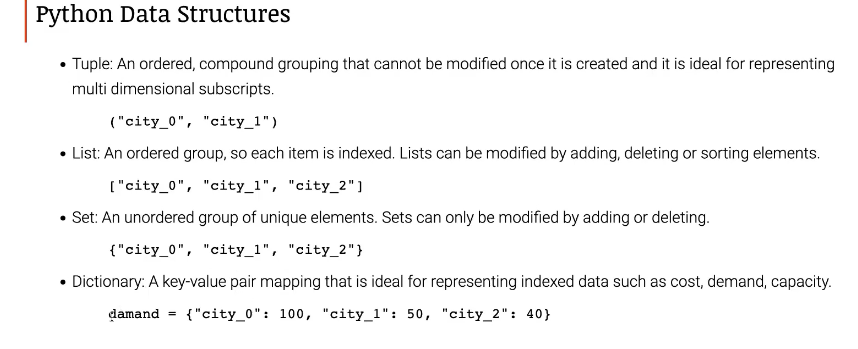 Python Data Structures
• Tuple: An ordered, compound grouping that cannot be modified once it is created and it is ideal for representing
multi dimensional subscripts.
("city_0", "city_1")
• List: An ordered group, so each item is indexed. Lists can be modified by adding, deleting or sorting elements.
["city_0", "city_1", "city_2"]
• Set: An unordered group of unique elements. Sets can only be modified by adding or deleting.
{"city_0", "city_1", "city_2"}
• Dictionary: A key-value pair mapping that is ideal for representing indexed data such as cost, demand, capacity.
damand = {"city_0": 100, "city_1": 50, "city_2": 40}